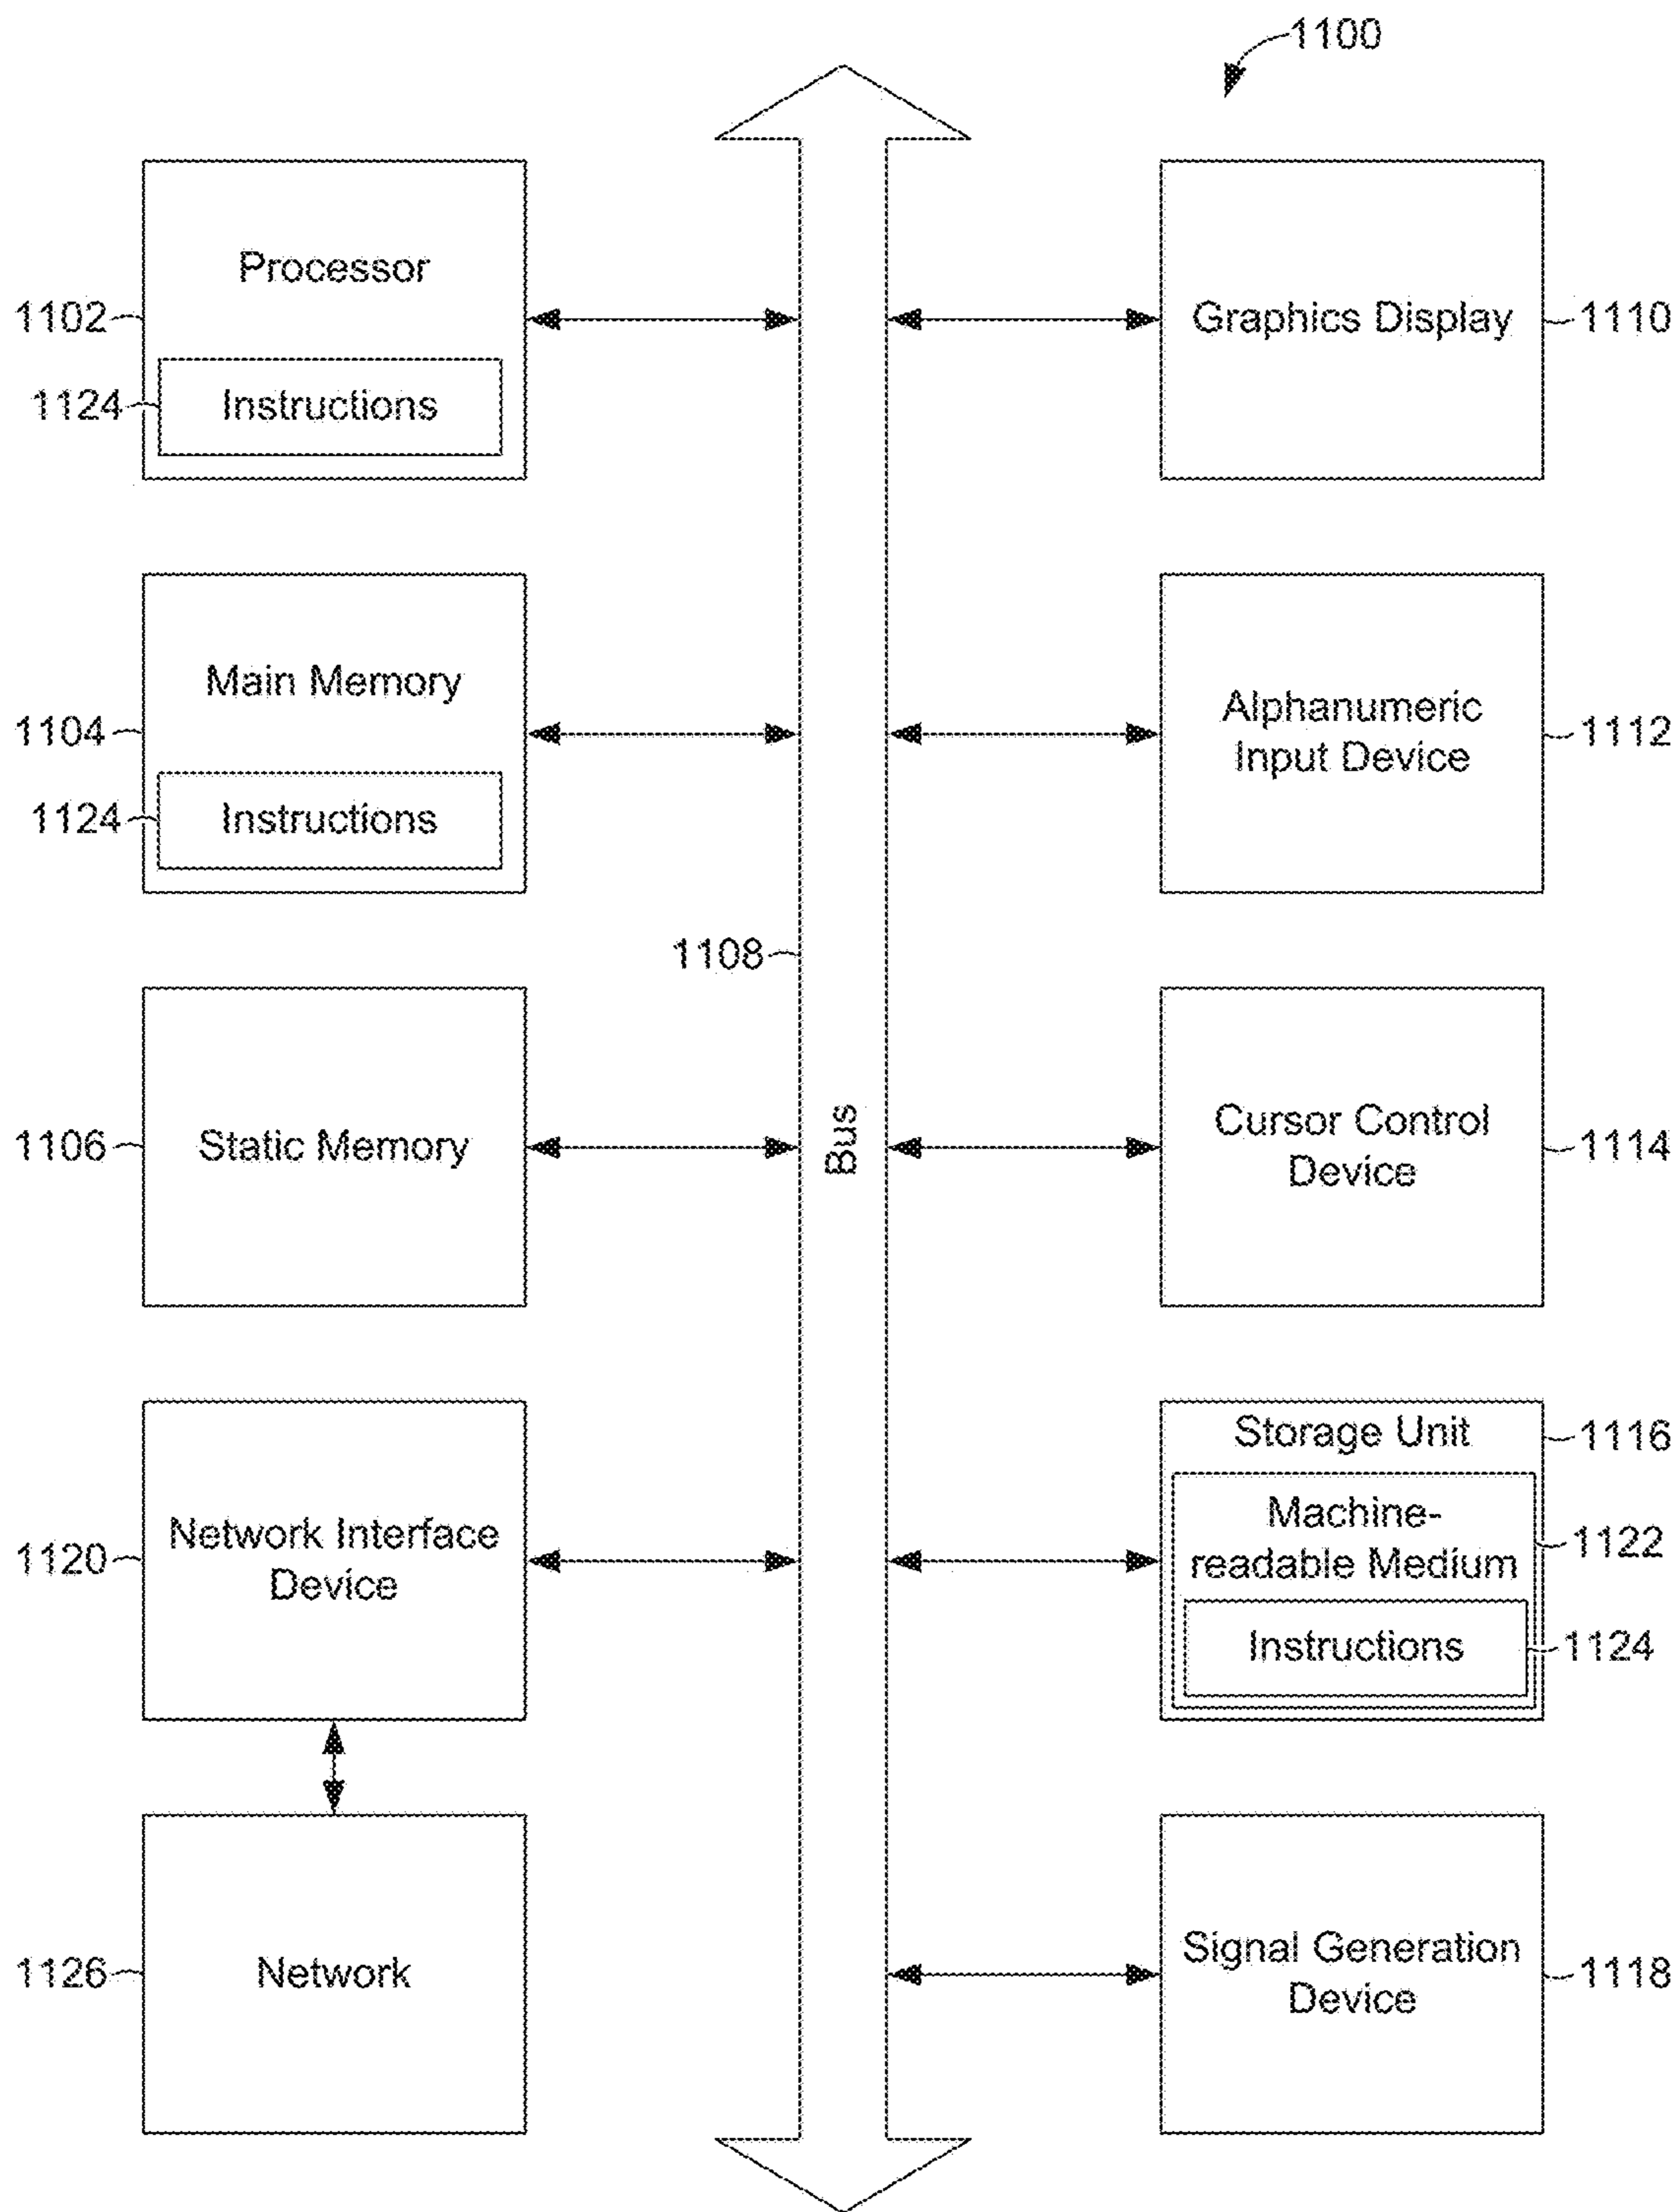 1100
Processor
1102
1124
Instructions
Graphics Display
1110
Main Memory
1104
1124
Instructions
Alphanumeric
Input Device
1112
1108
Bus
Static Memory
1106
Cursor Control
Device
1114
Network Interface
Device
1120
Storage Unit
1116
Machine-
readable Medium
1122
Instructions
1124
Network
1126
Signal Generation
Device
1118